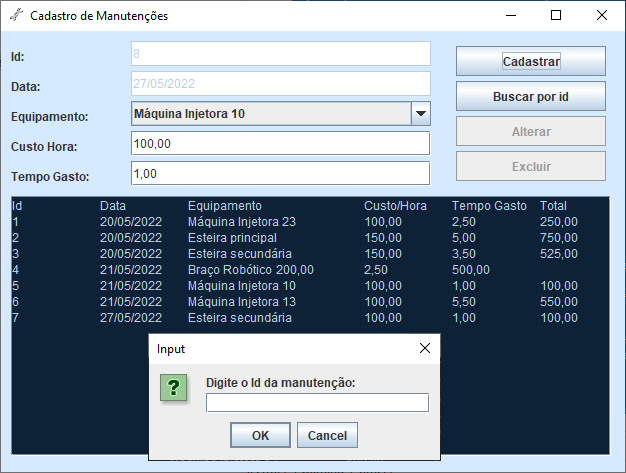 Cadastro de Manutenções
Id: 8
Data: 27/05/2022
Equipamento: Máquina Injetora 10
Custo Hora: 100,00
Tempo Gasto: 1,00
Cadastrar
Buscar por id
Alterar
Excluir
Id Data Equipamento Custo/Hora Tempo Gasto Total
1 20/05/2022 Máquina Injetora 23 100,00 2,50 250,00
2 20/05/2022 Esteira principal 150,00 5,00 750,00
3 20/05/2022 Esteira secundária 150,00 3,50 525,00
4 21/05/2022 Braço Robótico 200,00 2,50 500,00
5 21/05/2022 Máquina Injetora 10 100,00 1,00 100,00
6 21/05/2022 Máquina Injetora 13 100,00 5,50 550,00
7 27/05/2022 Esteira secundária 100,00 1,00 100,00
Input
Digite o Id da manutenção:
OK Cancel